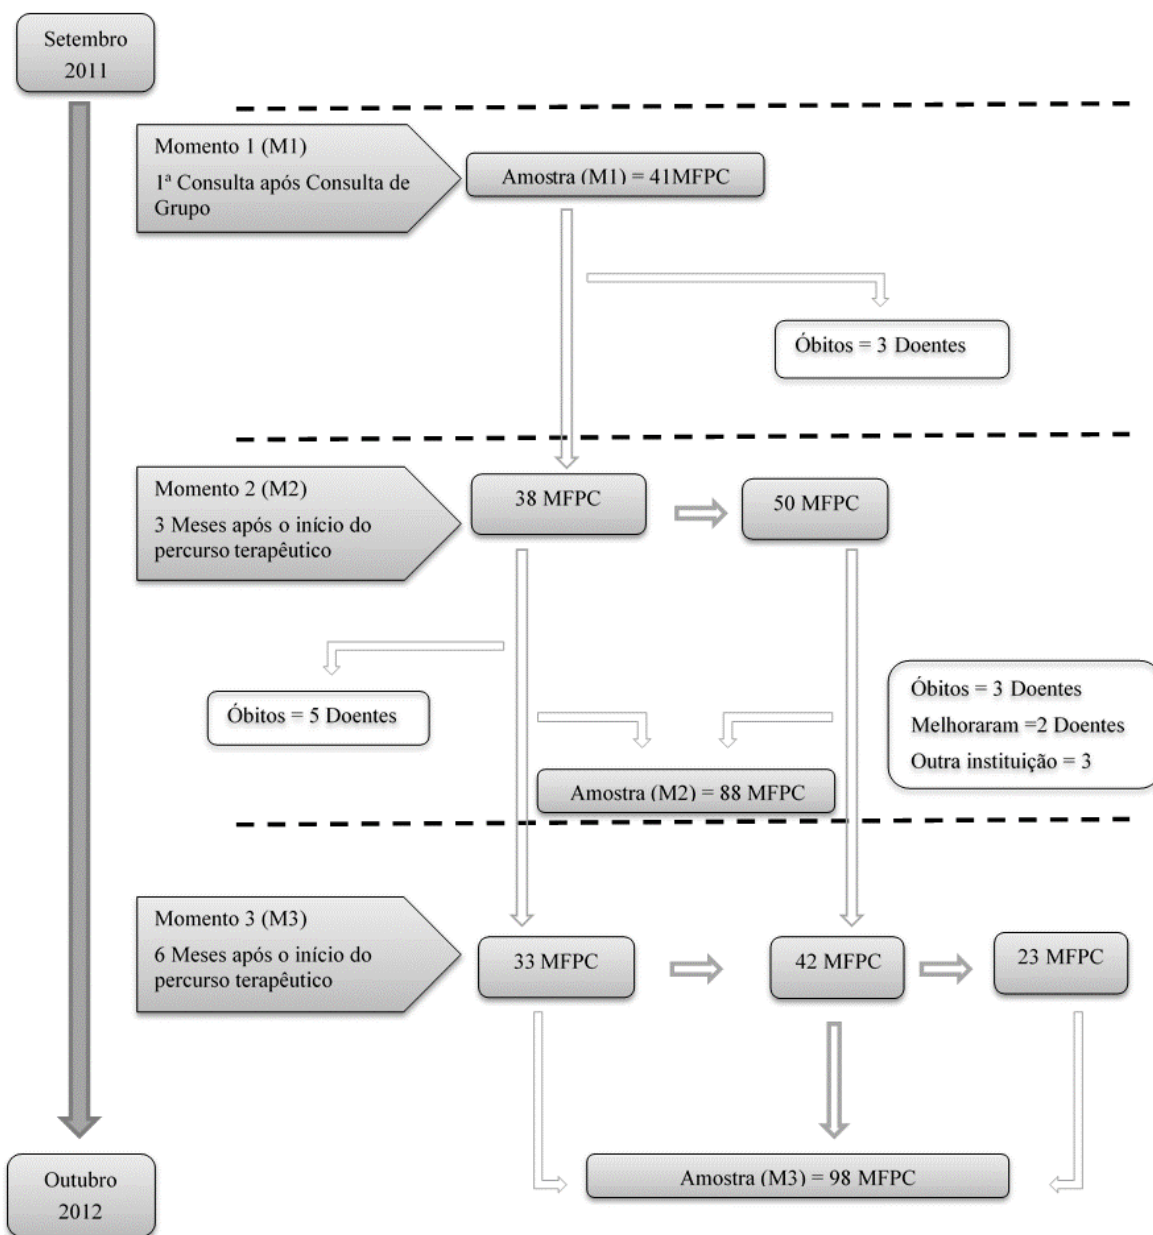 Setembro
2011
Momento 1 (M1)
1ª Consulta após Consulta de
Grupo
Amostra (M1) = 41MFPC
Óbitos = 3 Doentes
Momento 2 (M2)
3 Meses após o início do
percurso terapêutico
38 MFPC
50 MFPC
Óbitos = 5 Doentes
Óbitos = 3 Doentes
Melhoraram =2 Doentes
Outra instituição = 3
Amostra (M2) = 88 MFPC
Momento 3 (M3)
6 Meses após o início do
percurso terapêutico
33 MFPC
42 MFPC
23 MFPC
Amostra (M3) = 98 MFPC
Outubro
2012